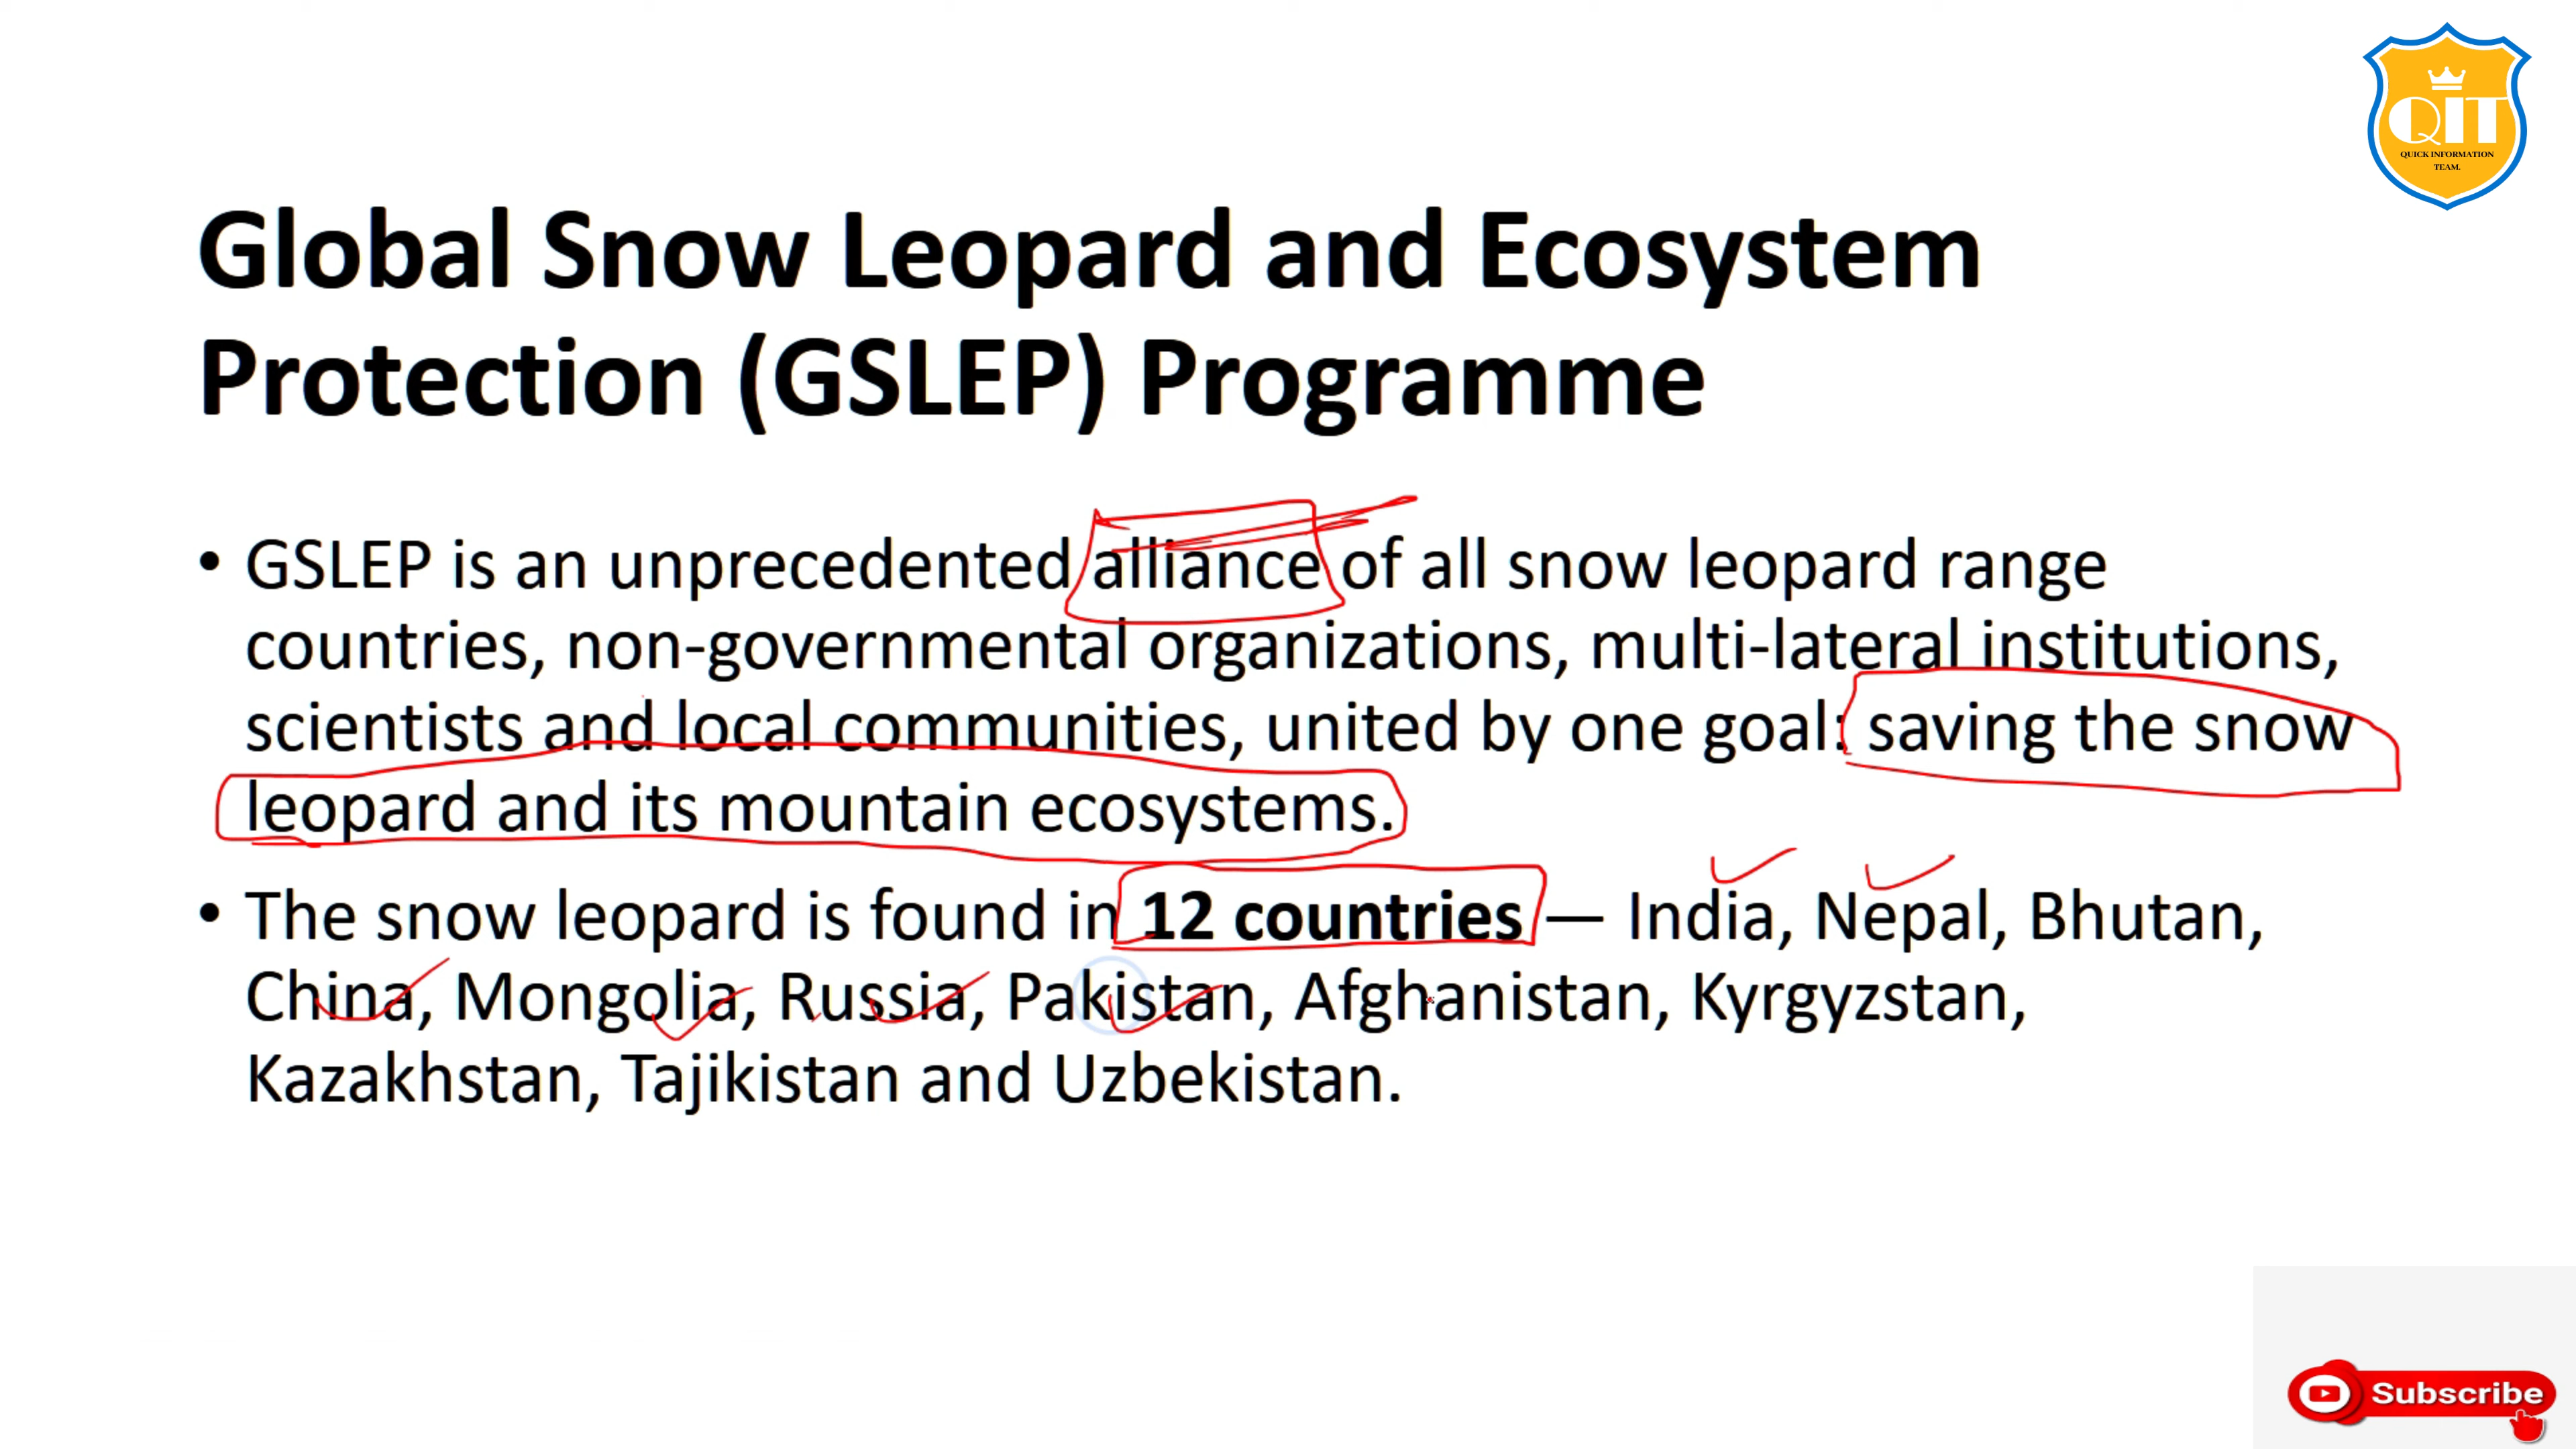 QIT
QUICK INFORMATION
TEAM.
Global Snow Leopard and Ecosystem
Protection (GSLEP) Programme
• GSLEP is an unprecedented alliance of all snow leopard range
countries, non-governmental organizations, multi-lateral institutions,
scientists and local communities, united by one goal: saving the snow
leopard and its mountain ecosystems.
• The snow leopard is found in 12 countries — India, Nepal, Bhutan,
China, Mongolia, Russia, Pakistan, Afghanistan, Kyrgyzstan,
Kazakhstan, Tajikistan and Uzbekistan.
Subscribe